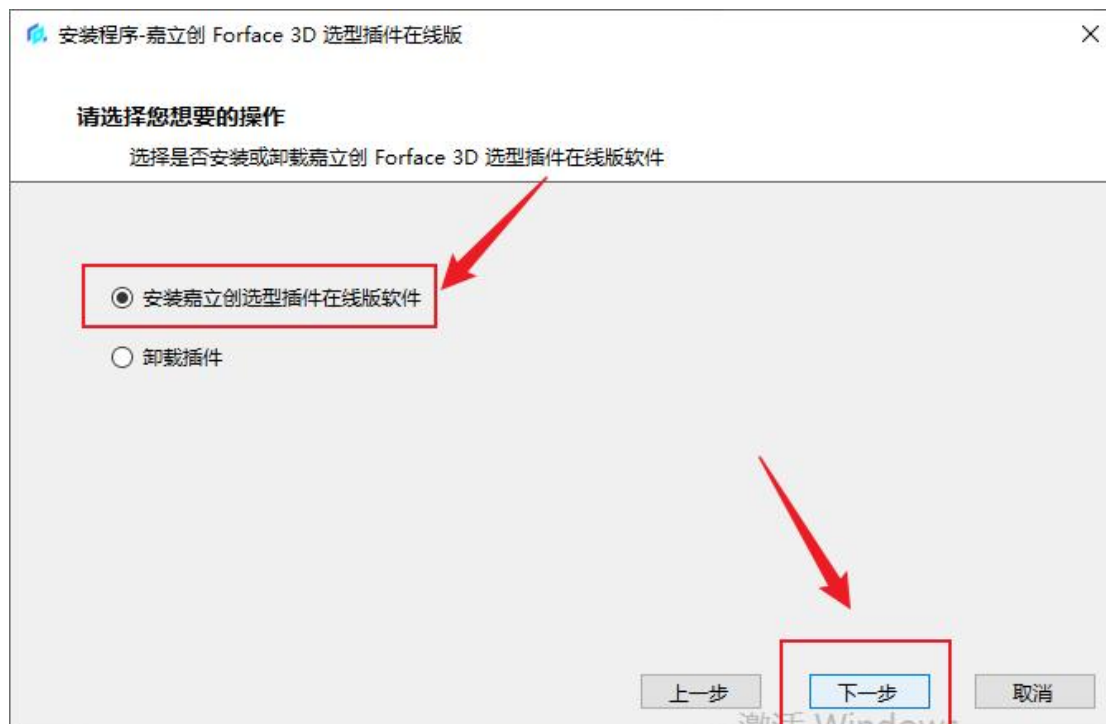 安装程序-嘉立创 Forface 3D 选型插件在线版
请选择您想要的操作
选择是否安装或卸载嘉立创 Forface 3D 选型插件在线版软件
安装嘉立创选型插件在线版软件
卸载插件
上一步 下一步 取消
激活 Windows